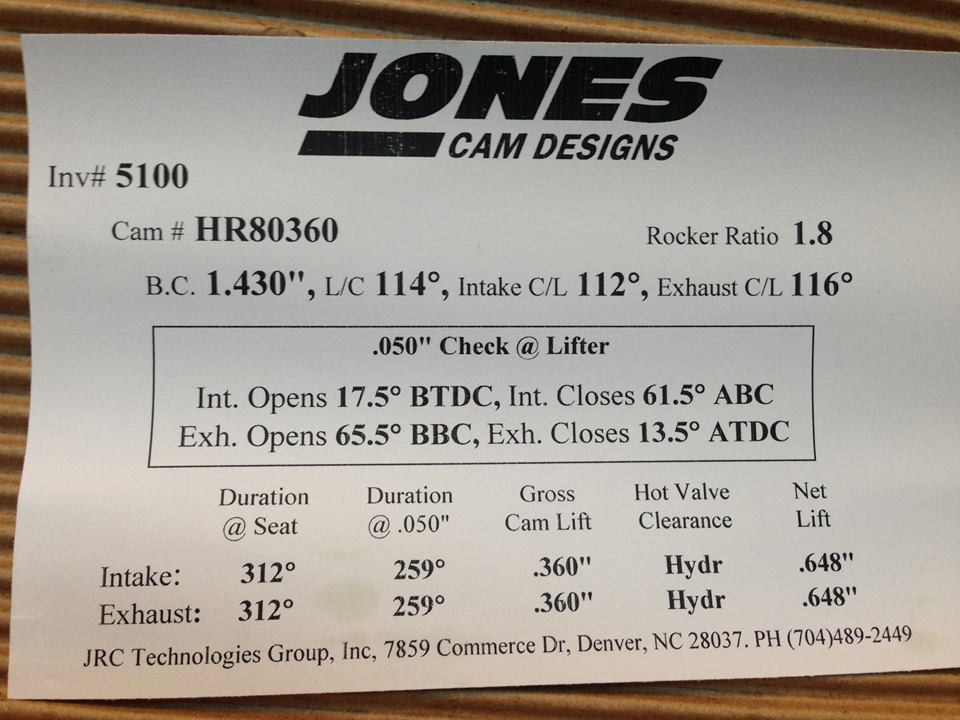 JONES
CAM DESIGNS
Inv# 5100
Cam # HR80360 Rocker Ratio 1.8
B.C. 1.430", L/C 114°, Intake C/L 112°, Exhaust C/L 116°
.050" Check @ Lifter
Int. Opens 17.5° BTDC, Int. Closes 61.5° ABC
Exh. Opens 65.5° BBC, Exh. Closes 13.5° ATDC
Duration Duration Gross Hot Valve Net
@ Seat @ .050" Cam Lift Clearance Lift
Intake: 312° 259° .360" Hydr .648"
Exhaust: 312° 259° .360" Hydr .648"
JRC Technologies Group, Inc, 7859 Commerce Dr, Denver, NC 28037. PH (704)489-2449